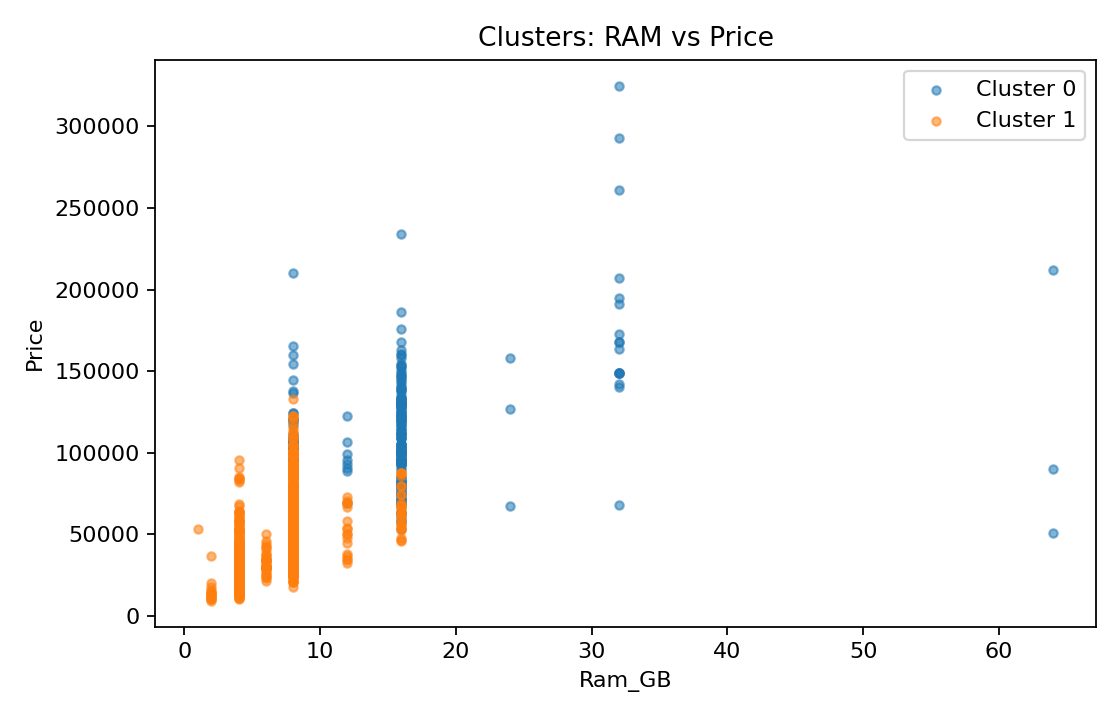 Clusters: RAM vs Price
Cluster 0
Cluster 1
300000
250000
200000
150000
100000
50000
0
Price
0 10 20 30 40 50 60
Ram_GB